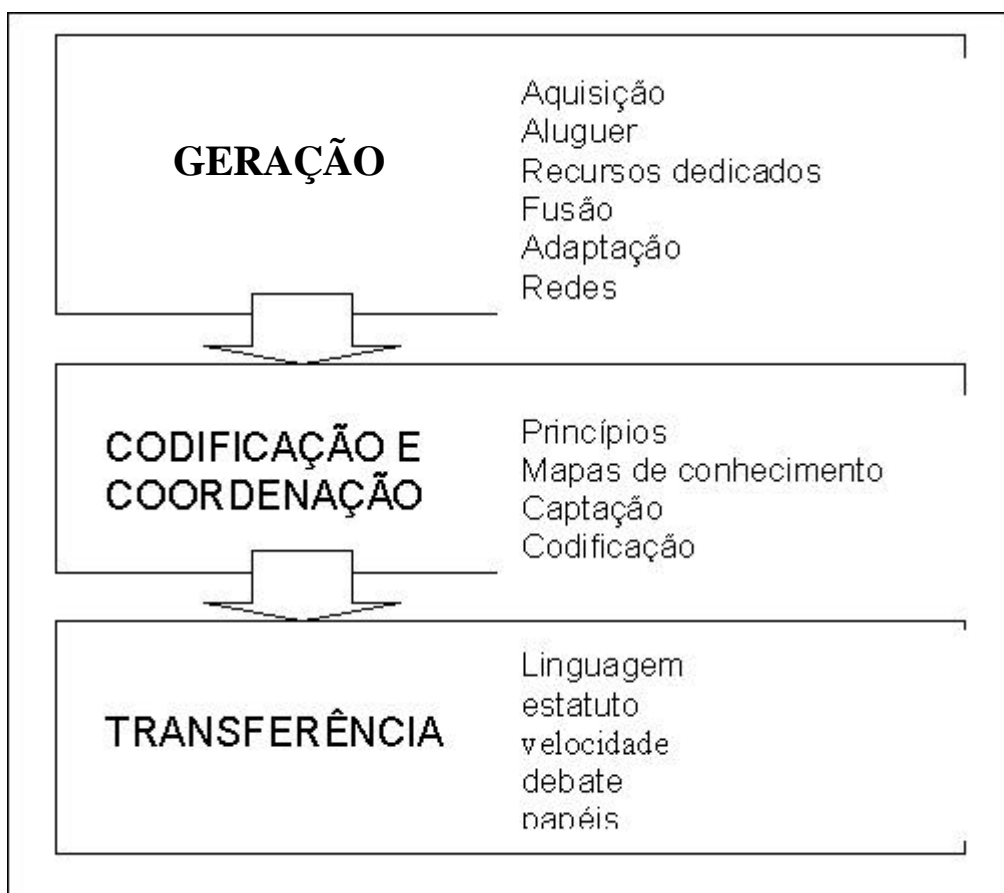 GERAÇÃO
Aquisição
Aluguer
Recursos dedicados
Fusão
Adaptação
Redes
CODIFICAÇÃO E
COORDENAÇÃO
Princípios
Mapas de conhecimento
Captação
Codificação
TRANSFERÊNCIA
Linguagem
estatuto
velocidade
debate
papéis